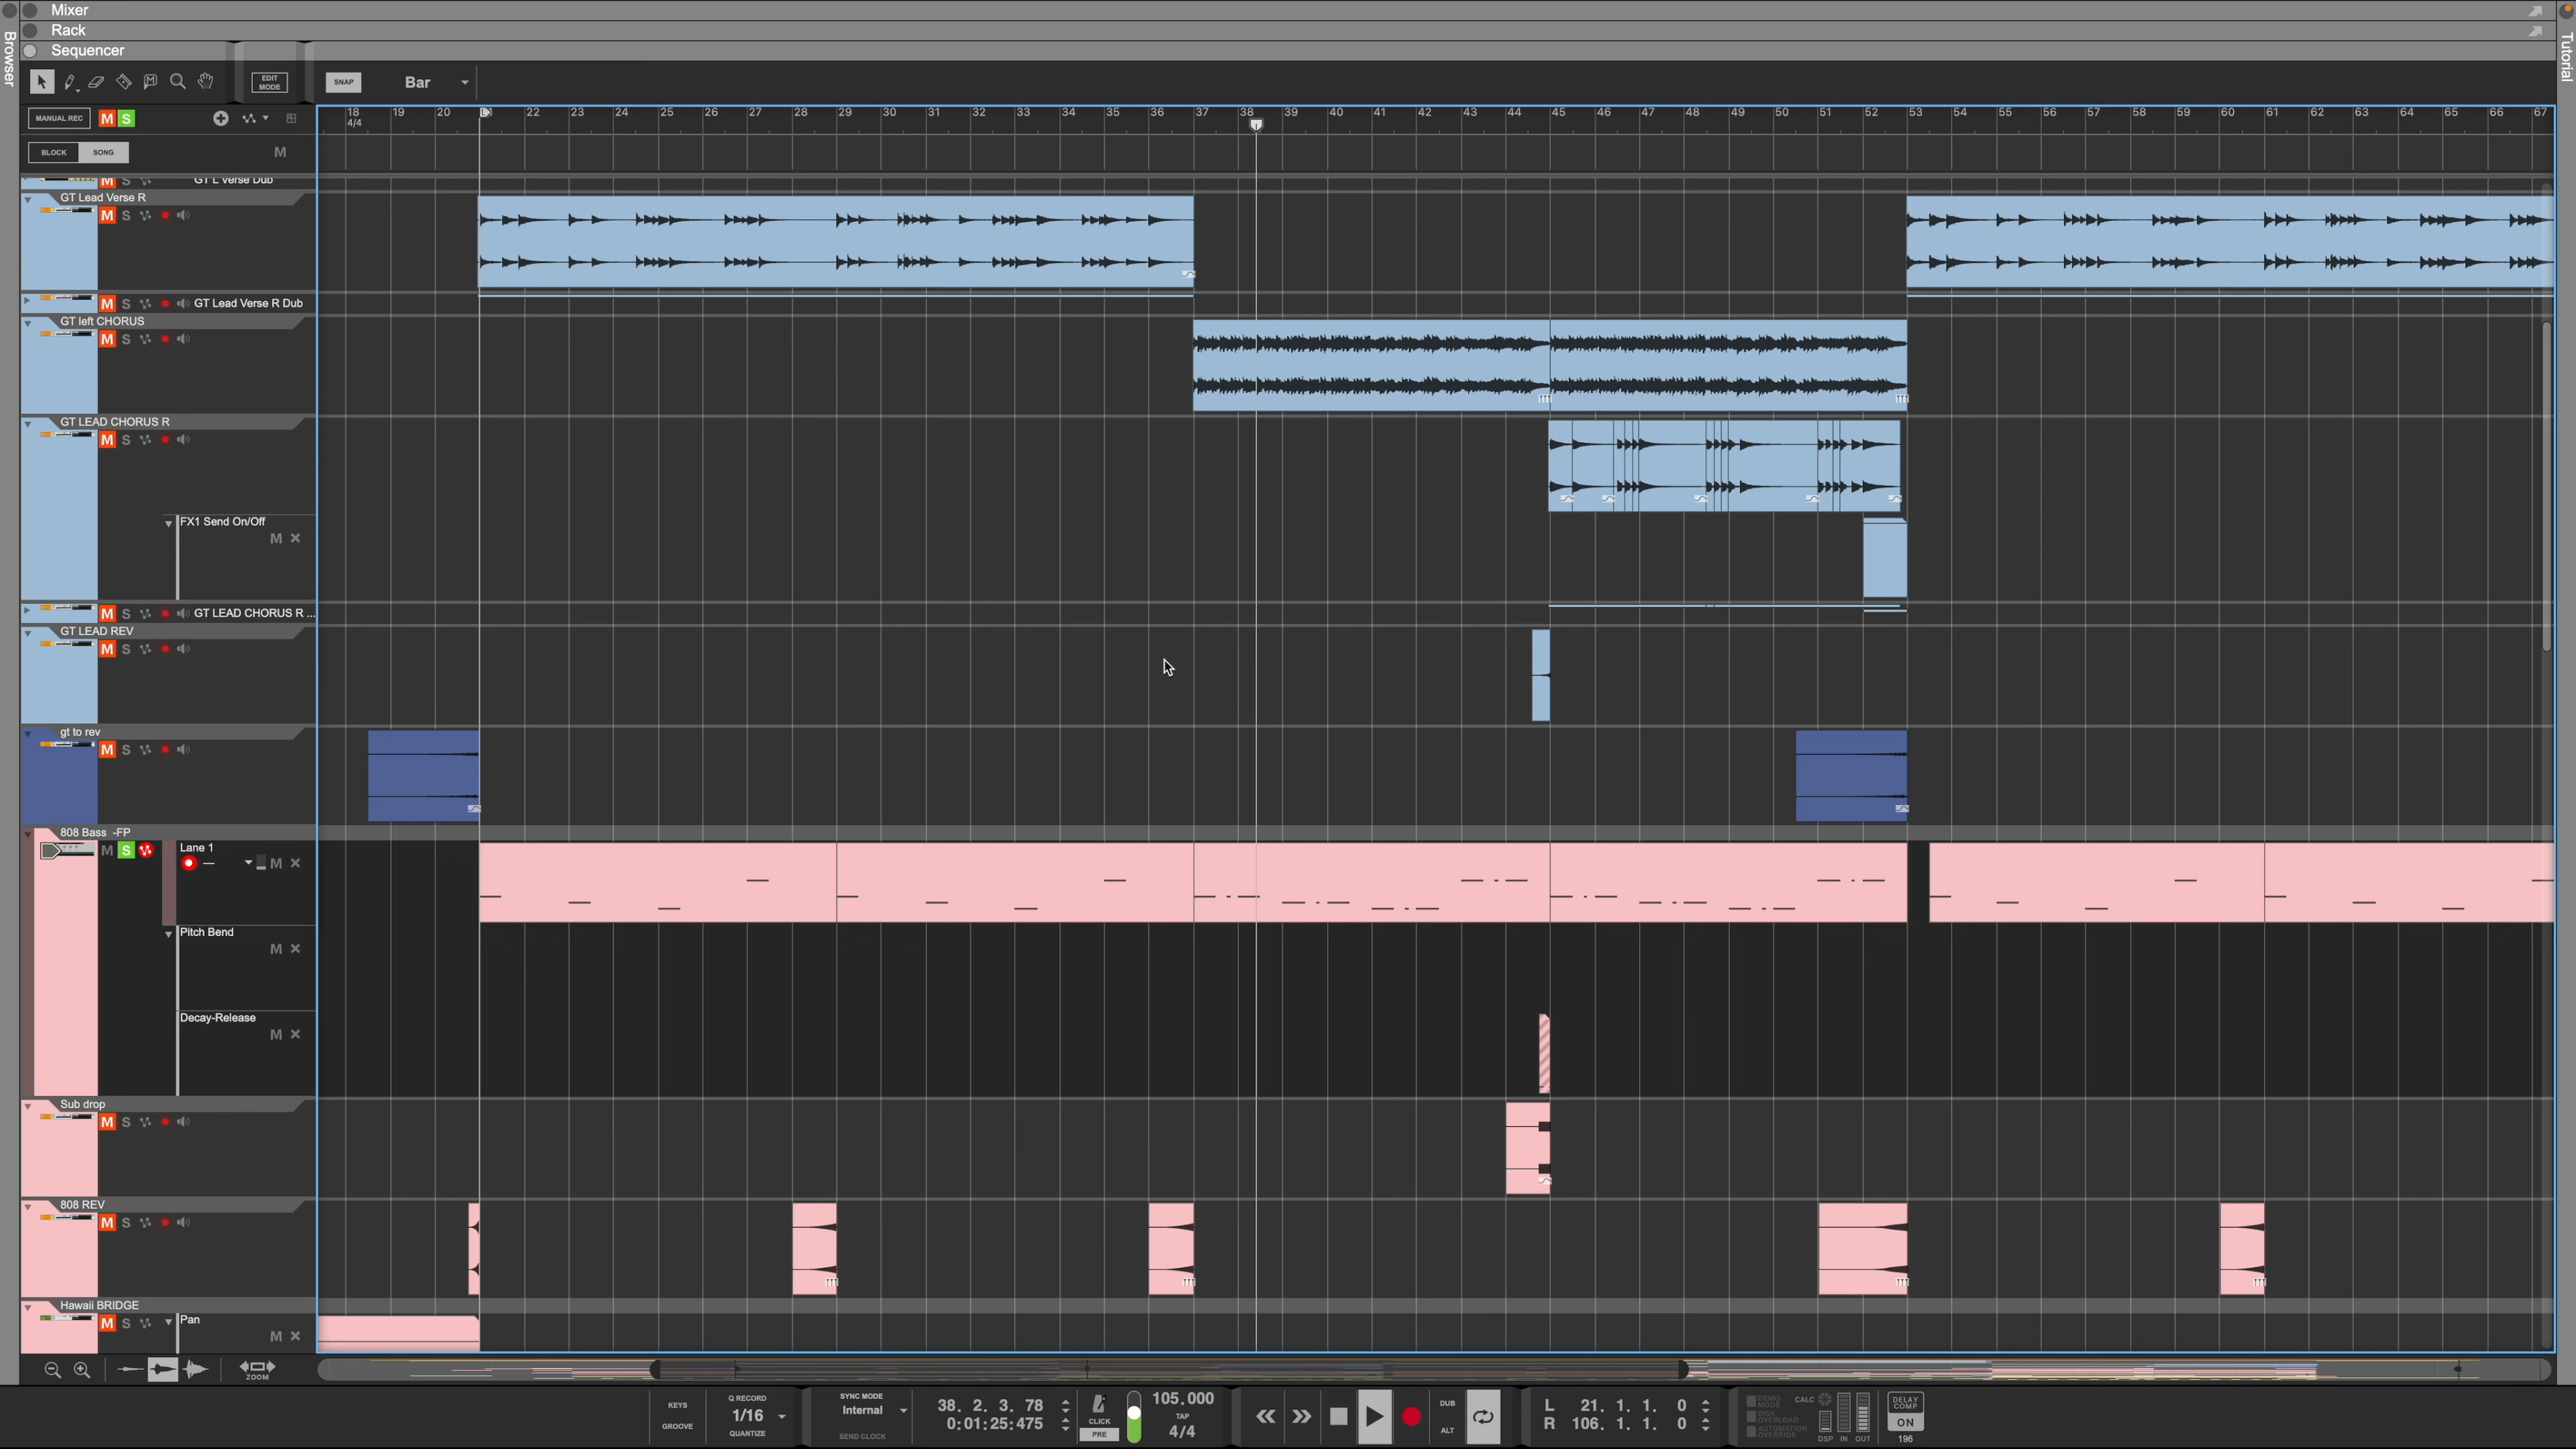 Mixer
Rack
Sequencer
Browser
Tutorial
EDIT MODE
SNAP
Bar
MANUAL REC
M S
18 19 20 22 23 24 25 26 27 28 29 30 31 32 33 34 35 36 37 38 39 40 41 42 43 44 45 46 47 48 49 50 51 52 53 54 55 56 57 58 59 60 61 62 63 64 65 66 67
4/4
BLOCK SONG M
M S GT L Verse Dub
GT Lead Verse R
M S
M S GT Lead Verse R Dub
GT left CHORUS
M S
GT LEAD CHORUS R
M S
FX1 Send On/Off
M
M S GT LEAD CHORUS R ...
GT LEAD REV
M S
gt to rev
M S
808 Bass -FP
M S Lane 1
M
Pitch Bend
M
Decay-Release
M
Sub drop
M S
808 REV
M S
Hawaii BRIDGE
M S Pan
M
ZOOM
KEYS
GROOVE
Q RECORD
1/16
QUANTIZE
SYNC MODE
Internal
SEND CLOCK
38. 2. 3. 78
0:01:25:475
CLICK
PRE
105.000
TAP
4/4
DUB
ALT
L 21. 1. 1. 0
R 106. 1. 1. 0
DEMO MODE
DISK OVERLOAD
AUTOMATION OVERRIDE
CALC
DSP IN OUT
DELAY COMP
ON
196